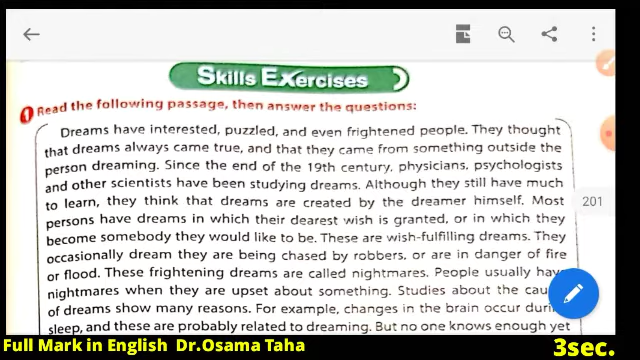 Skills EXercises
1 Read the following passage, then answer the questions:
Dreams have interested, puzzled, and even frightened people. They thought
that dreams always came true, and that they came from something outside the
person dreaming. Since the end of the 19th century, physicians, psychologists
and other scientists have been studying dreams. Although they still have much
to learn, they think that dreams are created by the dreamer himself. Most
persons have dreams in which their dearest wish is granted, or in which they
become somebody they would like to be. These are wish-fulfilling dreams. They
occasionally dream they are being chased by robbers, or are in danger of fire
201
or flood. These frightening dreams are called nightmares. People usually have
nightmares when they are upset about something. Studies about the
of dreams show many reasons. For example, changes in the brain occur
sleep, and these are probably related to dreaming. But no one knows enough yet
Full Mark in English Dr.Osama Taha
3sec.